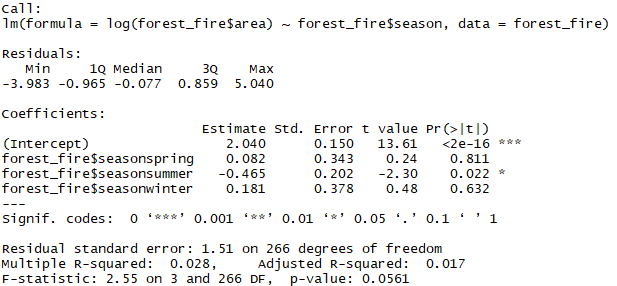 Call:
lm(formula = log(forest_fire$area) ~ forest_fire$season, data = forest_fire)
Residuals:
Min 1Q Median 3Q Max
-3.983 -0.965 -0.077 0.859 5.040
Coefficients:
Estimate Std. Error t value Pr(>|t|)
(Intercept) 2.040 0.150 13.61 <2e-16 ***
forest_fire$seasonspring 0.082 0.343 0.24 0.811
forest_fire$seasonsummer -0.465 0.202 -2.30 0.022 *
forest_fire$seasonwinter 0.181 0.378 0.48 0.632
---
Signif. codes: 0 ‘***’ 0.001 ‘**’ 0.01 ‘*’ 0.05 ‘.’ 0.1 ‘ ’ 1
Residual standard error: 1.51 on 266 degrees of freedom
Multiple R-squared: 0.028, Adjusted R-squared: 0.017
F-statistic: 2.55 on 3 and 266 DF, p-value: 0.0561